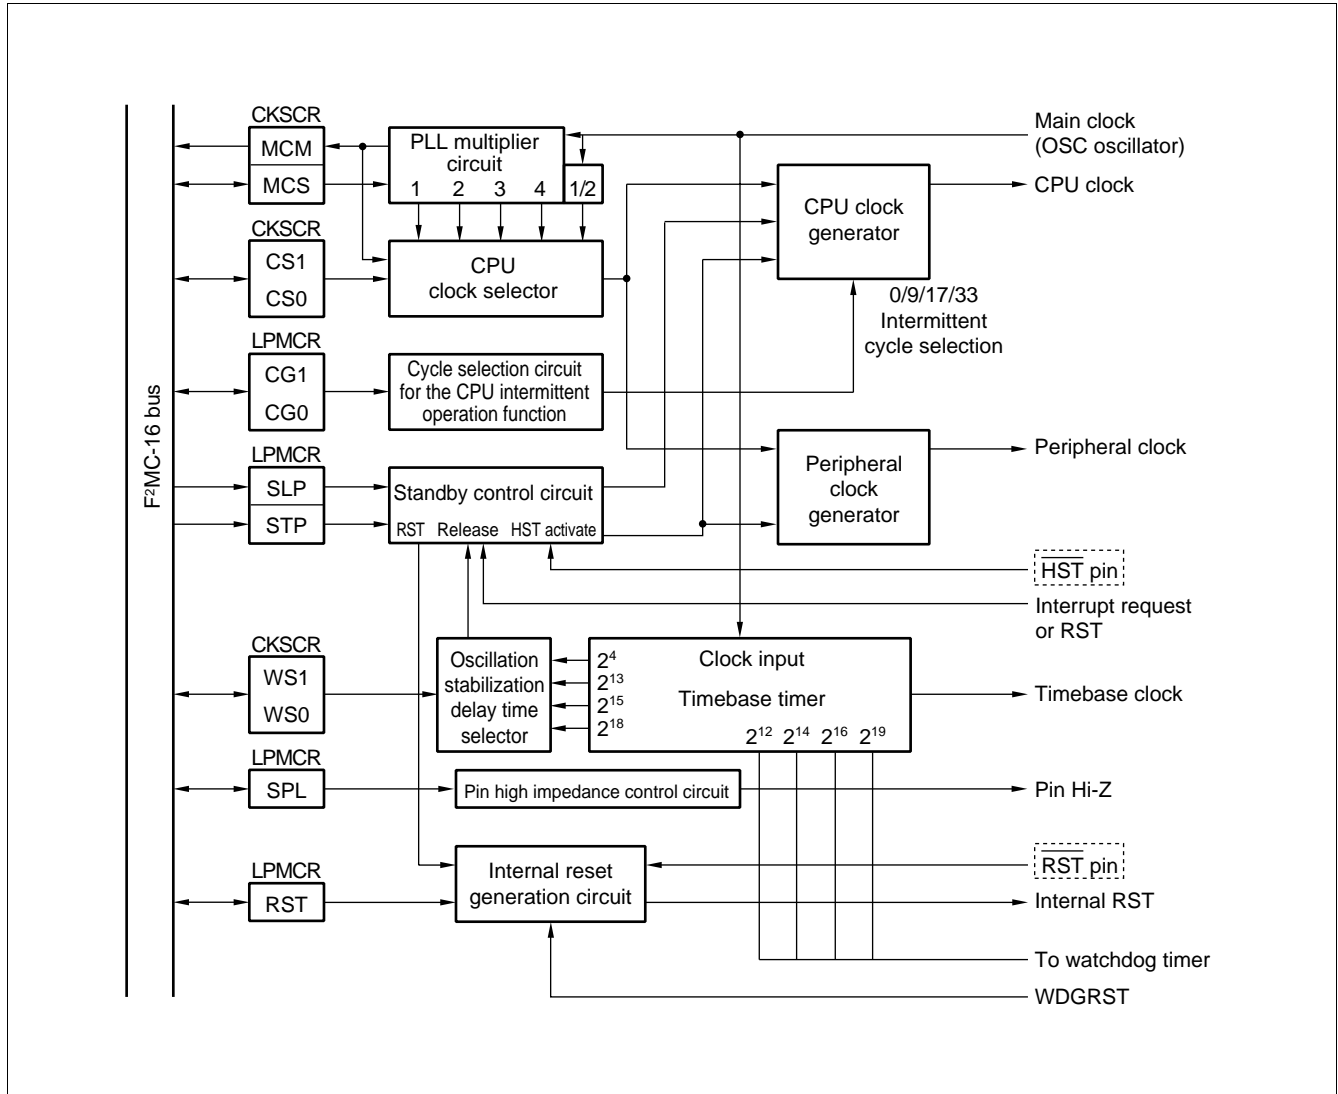 F²MC-16 bus
CKSCR
MCM
MCS
PLL multiplier
circuit
1 2 3 4 1/2
Main clock
(OSC oscillator)
CPU clock
generator
CPU clock
CKSCR
CS1
CS0
CPU
clock selector
0/9/17/33
Intermittent
cycle selection
LPMCR
CG1
CG0
Cycle selection circuit
for the CPU intermittent
operation function
LPMCR
SLP
STP
Standby control circuit
RST Release HST activate
Peripheral
clock
generator
Peripheral clock
HST pin
Interrupt request
or RST
CKSCR
WS1
WS0
Oscillation
stabilization
delay time
selector
2⁴
2¹³
2¹⁵
2¹⁸
Clock input
Timebase timer
2¹² 2¹⁴ 2¹⁶ 2¹⁹
Timebase clock
LPMCR
SPL
Pin high impedance control circuit
Pin Hi-Z
LPMCR
RST
Internal reset
generation circuit
RST pin
Internal RST
To watchdog timer
WDGRST